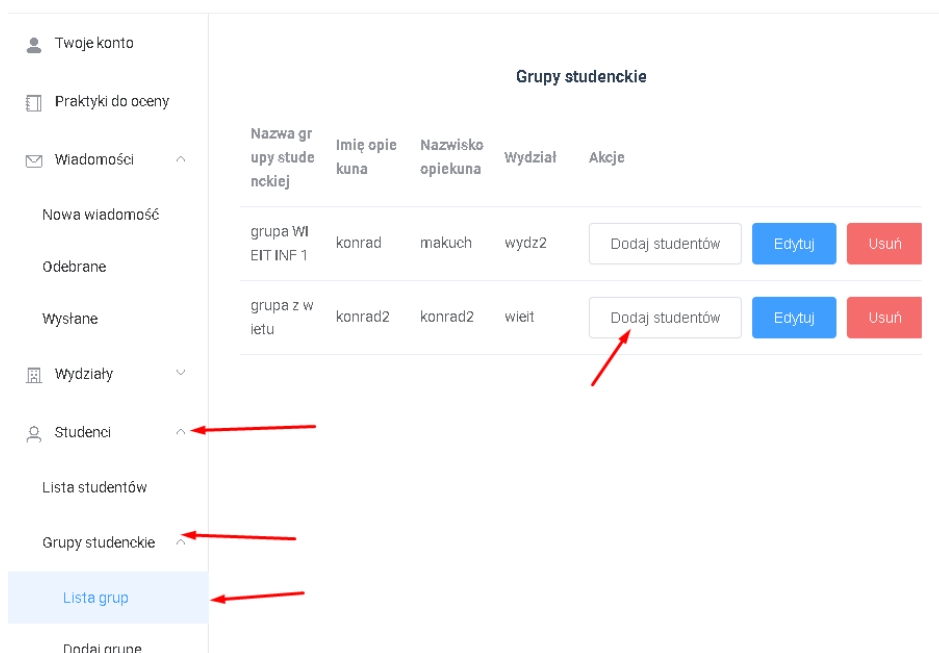 Twoje konto
Praktyki do oceny
Wiadomości
Nowa wiadomość
Odebrane
Wysłane
Wydziały
Studenci
Lista studentów
Grupy studenckie
Lista grup
Dodaj grupę
Grupy studenckie
Nazwa gr
upy stude
nckiej
Imię opie
kuna
Nazwisko
opiekuna
Wydział
Akcje
grupa WI
EIT INF 1
konrad
makuch
wydz2
Dodaj studentów
Edytuj
Usuń
grupa z w
ietu
konrad2
konrad2
wieit
Dodaj studentów
Edytuj
Usuń